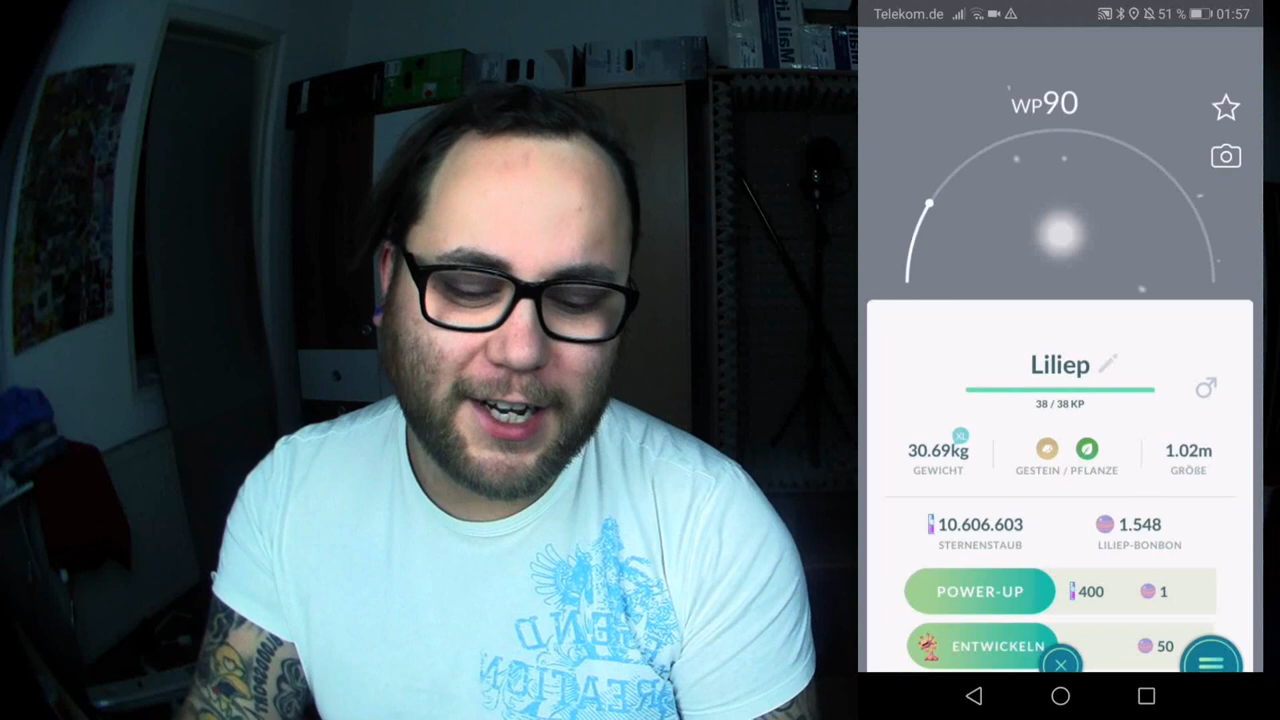 Telekom.de
51 % 01:57
WP90
Liliep
38 / 38 KP
XL
30.69kg
1.02m
GEWICHT
GESTEIN / PFLANZE
GRÖßE
10.606.603
1.548
STERNENSTAUB
LILIEP-BONBON
POWER-UP
400
1
ENTWICKELN
50